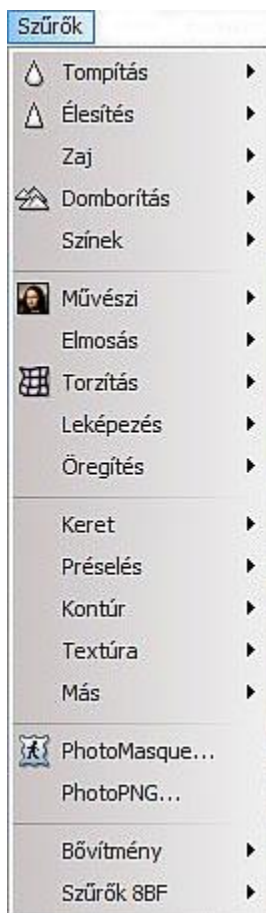 Szűrők
Tompítás
Élesítés
Zaj
Domborítás
Színek
Művészi
Elmosás
Torzítás
Leképezés
Öregítés
Keret
Préselés
Kontúr
Textúra
Más
PhotoMasque...
PhotoPNG...
Bővítmény
Szűrők 8BF